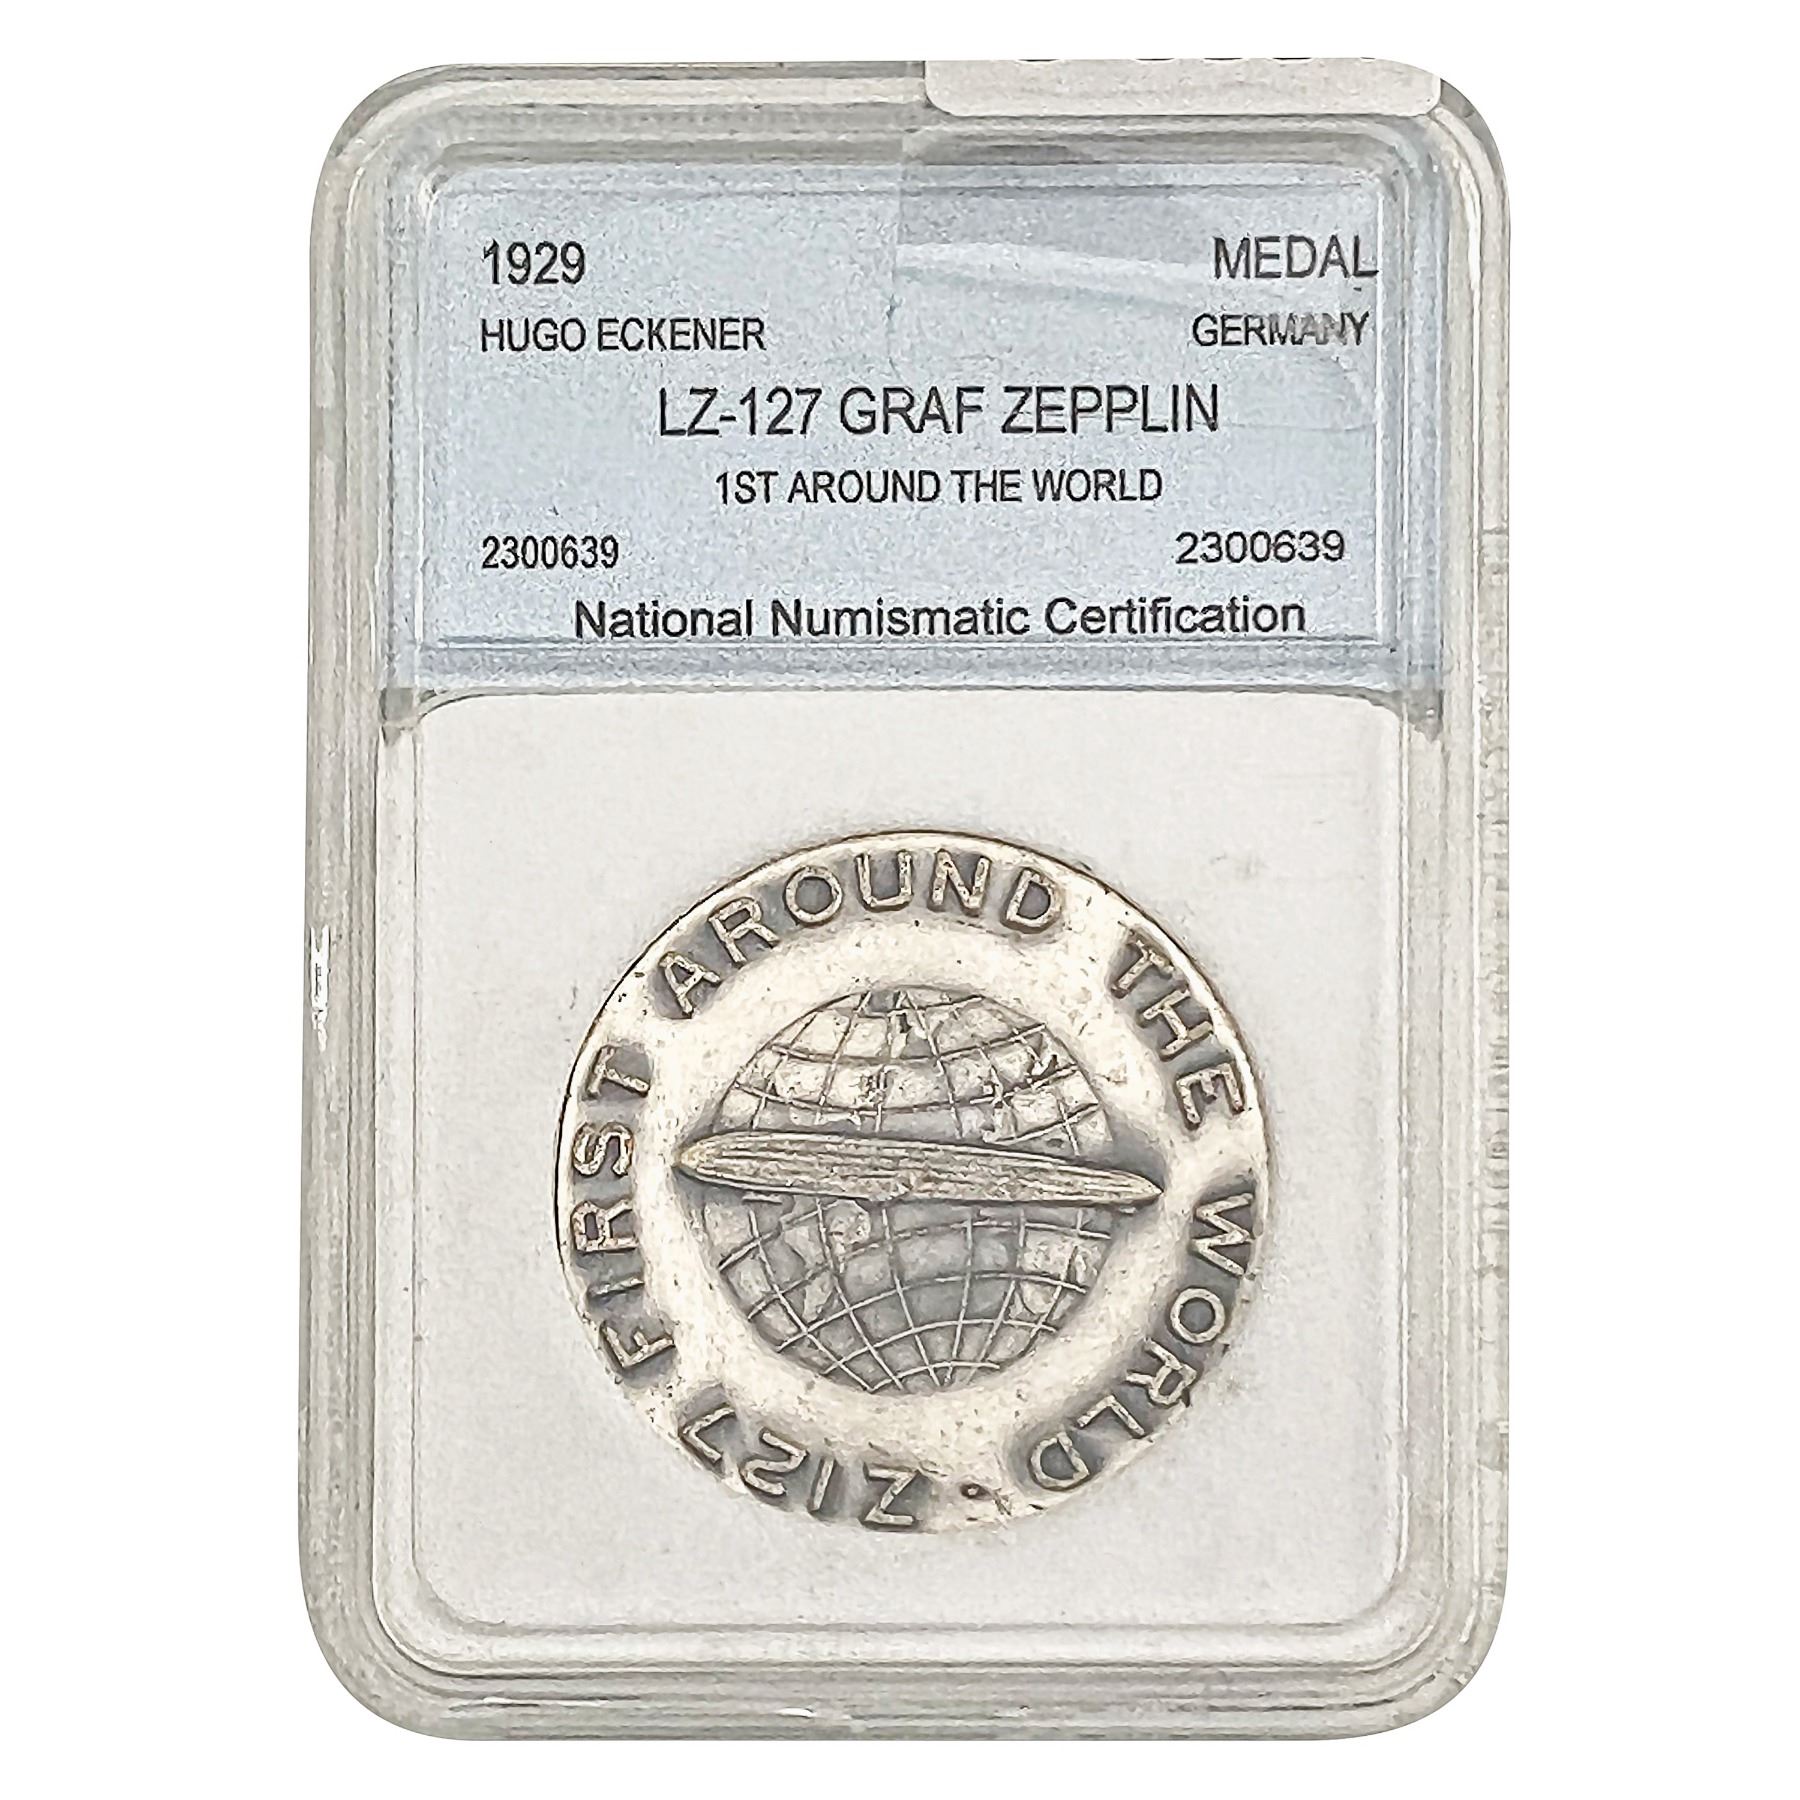 1929 MEDAL
HUGO ECKENER GERMANY
LZ-127 GRAF ZEPPLIN
1ST AROUND THE WORLD
2300639 2300639
National Numismatic Certification
Z127 FIRST AROUND THE WORLD •